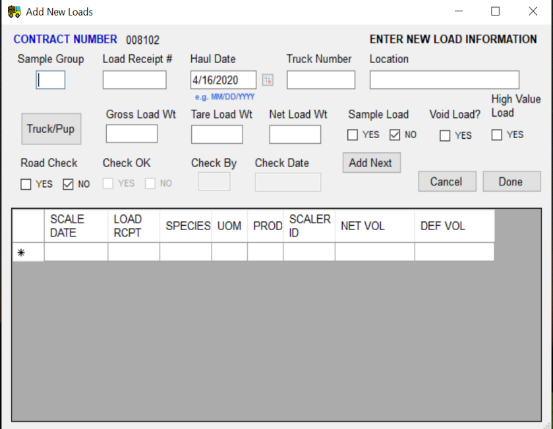 Add New Loads
CONTRACT NUMBER 008102 ENTER NEW LOAD INFORMATION
Sample Group Load Receipt # Haul Date Truck Number Location
4/16/2020
e.g. MM/DD/YYYY
Gross Load Wt Tare Load Wt Net Load Wt Sample Load Void Load? High Value Load
Truck/Pup YES NO YES YES
Road Check Check OK Check By Check Date Add Next
YES NO YES NO Cancel Done
SCALE DATE LOAD RCPT SPECIES UOM PROD SCALER ID NET VOL DEF VOL